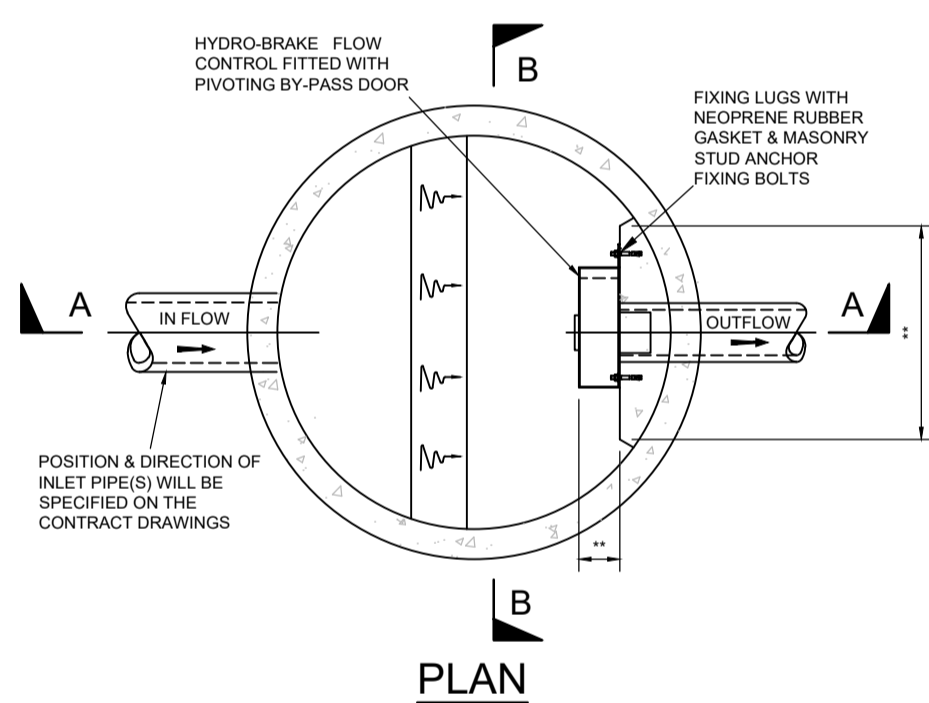 HYDRO-BRAKE FLOW
CONTROL FITTED WITH
PIVOTING BY-PASS DOOR
B
FIXING LUGS WITH
NEOPRENE RUBBER
GASKET & MASONRY
STUD ANCHOR
FIXING BOLTS
A
IN FLOW
OUTFLOW
A
**
POSITION & DIRECTION OF
INLET PIPE(S) WILL BE
SPECIFIED ON THE
CONTRACT DRAWINGS
**
B
PLAN